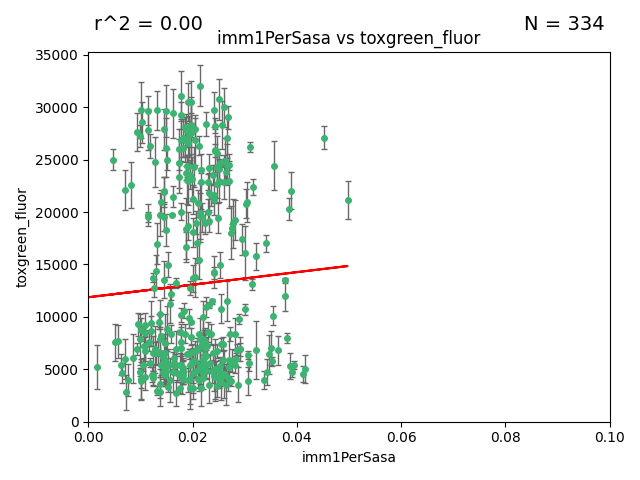 r^2 = 0.00
N = 334
imm1PerSasa vs toxgreen_fluor
35000
30000
25000
20000
15000
10000
5000
0
toxgreen_fluor
0.00
0.02
0.04
0.06
0.08
0.10
imm1PerSasa